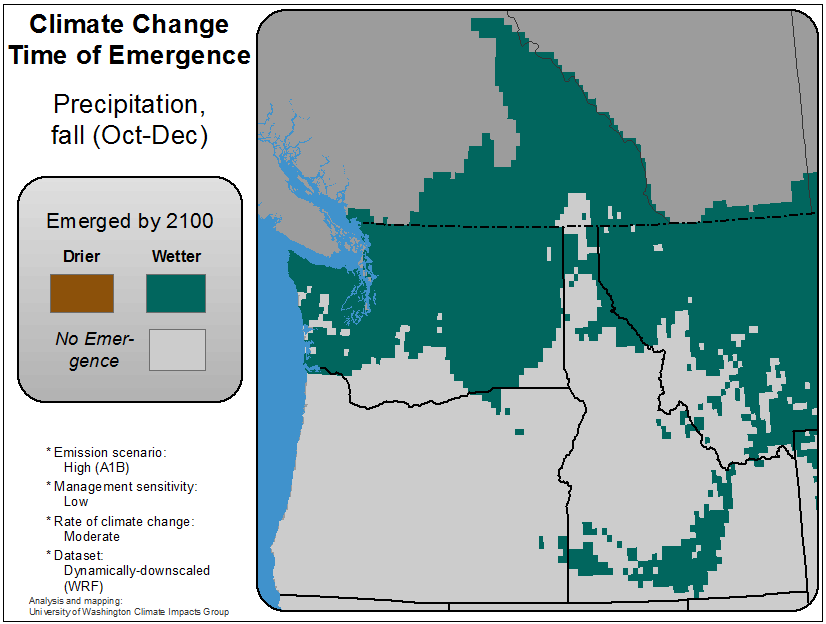 Climate Change
Time of Emergence
Precipitation,
fall (Oct-Dec)
Emerged by 2100
Drier Wetter
No Emer-
gence
* Emission scenario:
High (A1B)
* Management sensitivity:
Low
* Rate of climate change:
Moderate
* Dataset:
Dynamically-downscaled
(WRF)
Analysis and mapping:
University of Washington Climate Impacts Group